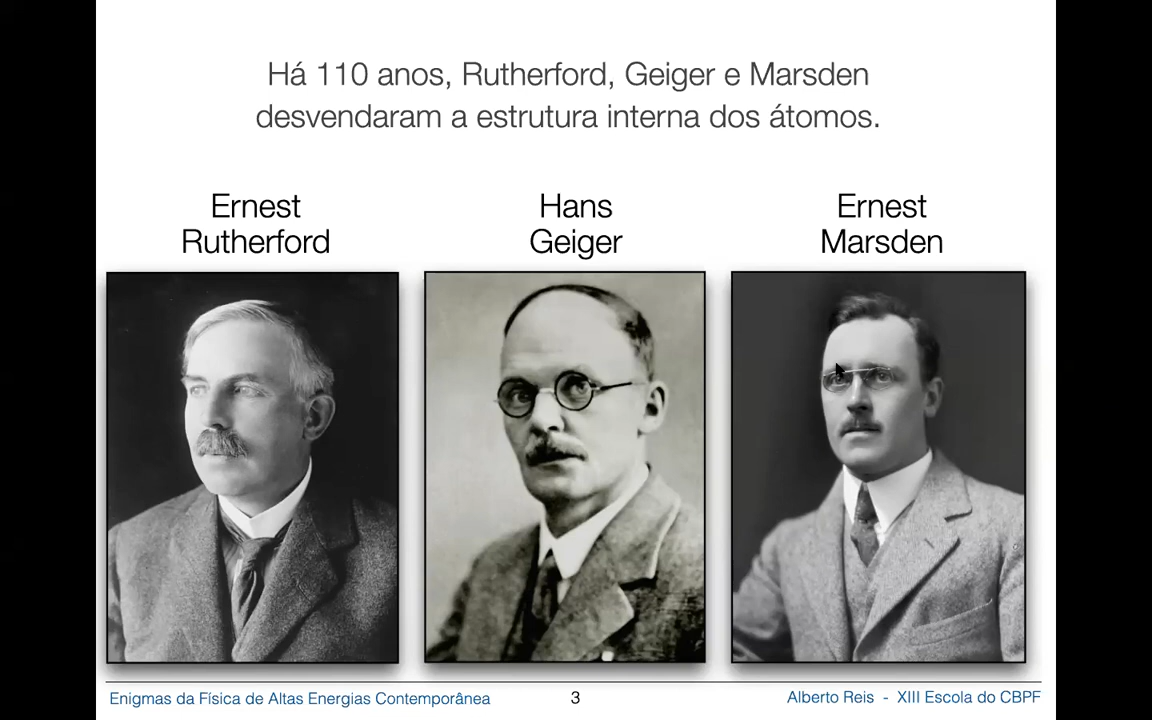 Há 110 anos, Rutherford, Geiger e Marsden
desvendaram a estrutura interna dos átomos.
Ernest
Rutherford
Hans
Geiger
Ernest
Marsden
Enigmas da Física de Altas Energias Contemporânea
3
Alberto Reis - XIII Escola do CBPF